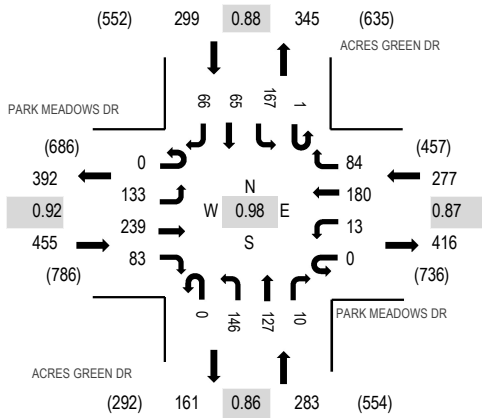 (552) 299 0.88 345 (635)
ACRES GREEN DR
66 65 167 1
PARK MEADOWS DR
(686) (457)
0 84
392 277
133 N 180
0.92 W 0.98 E 0.87
239 13
455 S 416
83 0
(786) (736)
0 146 127 10
PARK MEADOWS DR
ACRES GREEN DR
(292) 161 0.86 283 (554)